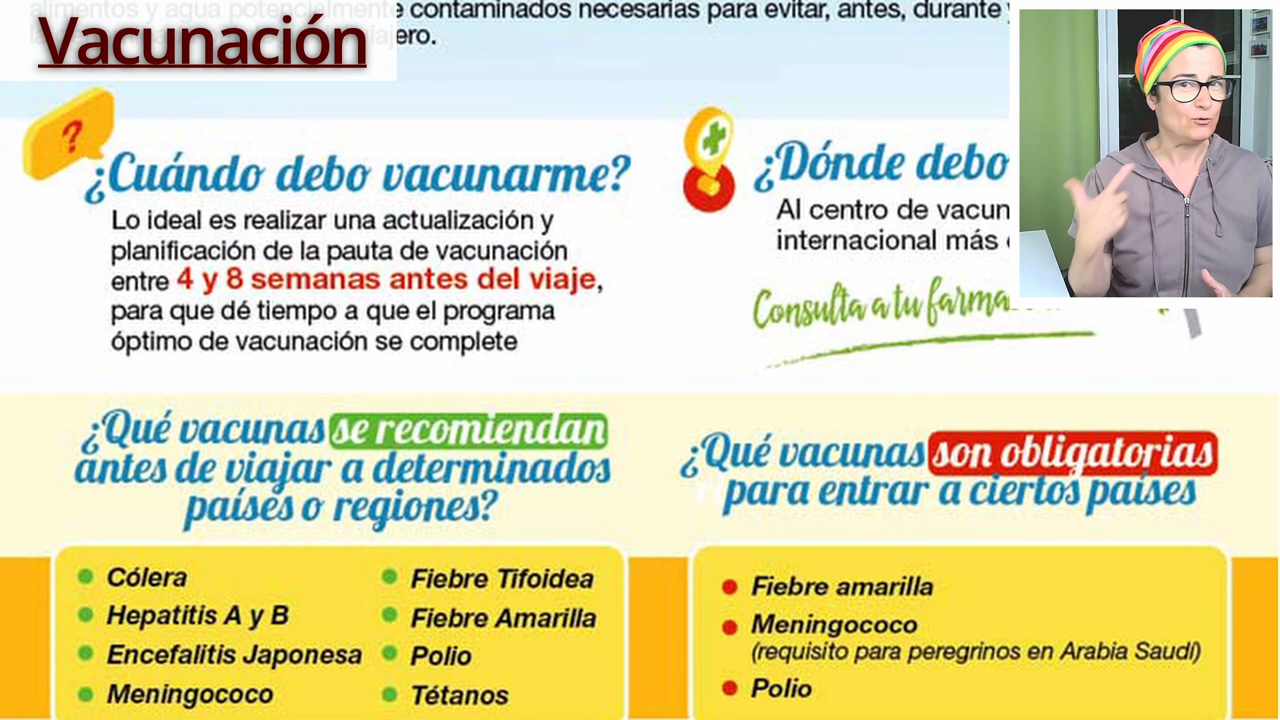 alimentos y agua potencialmente contaminados necesarias para evitar, antes, durante y
ero.
Vacunación
?
¿Cuándo debo vacunarme?
Lo ideal es realizar una actualización y
planificación de la pauta de vacunación
entre 4 y 8 semanas antes del viaje,
para que dé tiempo a que el programa
óptimo de vacunación se complete
¿Dónde debo
Al centro de vacun
internacional más
Consulta a tu farma
¿Qué vacunas se recomiendan
antes de viajar a determinados
países o regiones?
Cólera
Hepatitis A y B
Encefalitis Japonesa
Meningococo
Fiebre Tifoidea
Fiebre Amarilla
Polio
Tétanos
¿Qué vacunas son obligatorias
para entrar a ciertos países
Fiebre amarilla
Meningococo
(requisito para peregrinos en Arabia Saudí)
Polio